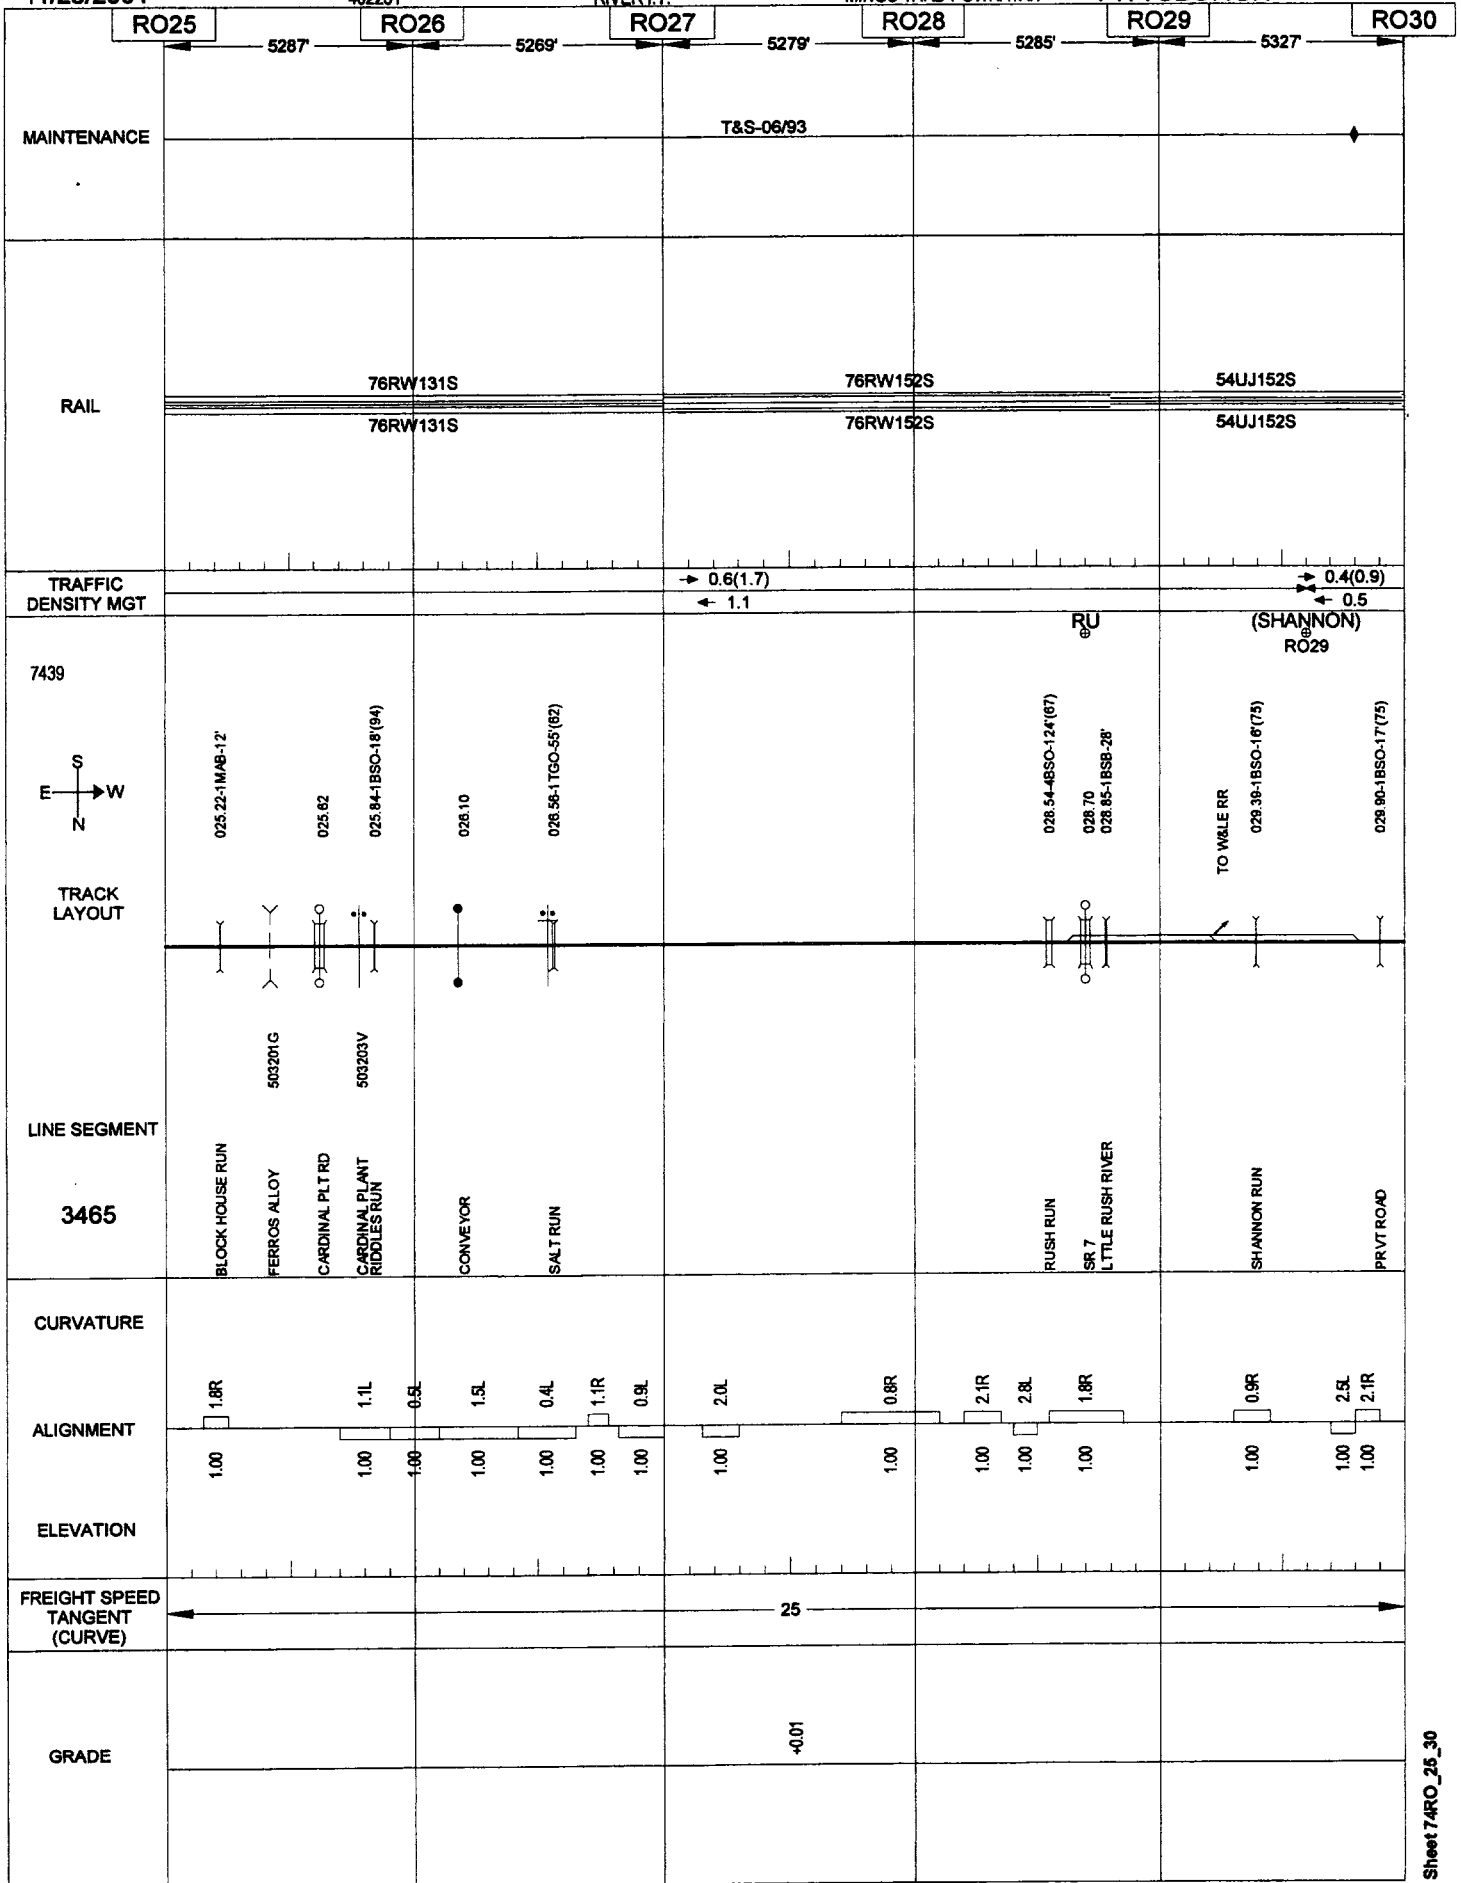 RO25 RO26 RO27 RO28 RO29 RO30
5287' 5269' 5279' 5285' 5327'
MAINTENANCE
T&S-06/93
RAIL
76RW131S 76RW152S 54UJ152S
76RW131S 76RW152S 54UJ152S
TRAFFIC
DENSITY MGT
0.6(1.7) 0.4(0.9)
1.1 0.5
RU (SHANNON)
RO29
7439
S
E W
N
025.22-1MAB-12'
025.62
025.84-1BSO-18'(94)
026.10
026.56-1TGO-55'(62)
028.54-4BSO-124'(67)
028.70
028.85-1BSB-28'
TO W&LE RR
029.39-1BSO-16'(75)
029.90-1BSO-17'(75)
TRACK
LAYOUT
503201G
503203V
LINE SEGMENT
3465
BLOCK HOUSE RUN
FERROS ALLOY
CARDINAL PLT RD
CARDINAL PLANT
RIDDLES RUN
CONVEYOR
SALT RUN
RUSH RUN
SR 7
LTTLE RUSH RIVER
SHANNON RUN
PRVT ROAD
CURVATURE
1.8R 1.1L 0.5L 1.5L 0.4L 1.1R 0.9L 2.0L 0.8R 2.1R 2.8L 1.8R 0.9R 2.5L 2.1R
ALIGNMENT
1.00 1.00 1.00 1.00 1.00 1.00 1.00 1.00 1.00 1.00 1.00 1.00 1.00 1.00 1.00
ELEVATION
FREIGHT SPEED
TANGENT
(CURVE)
25
GRADE
+0.01
Sheet 74RO_25_30